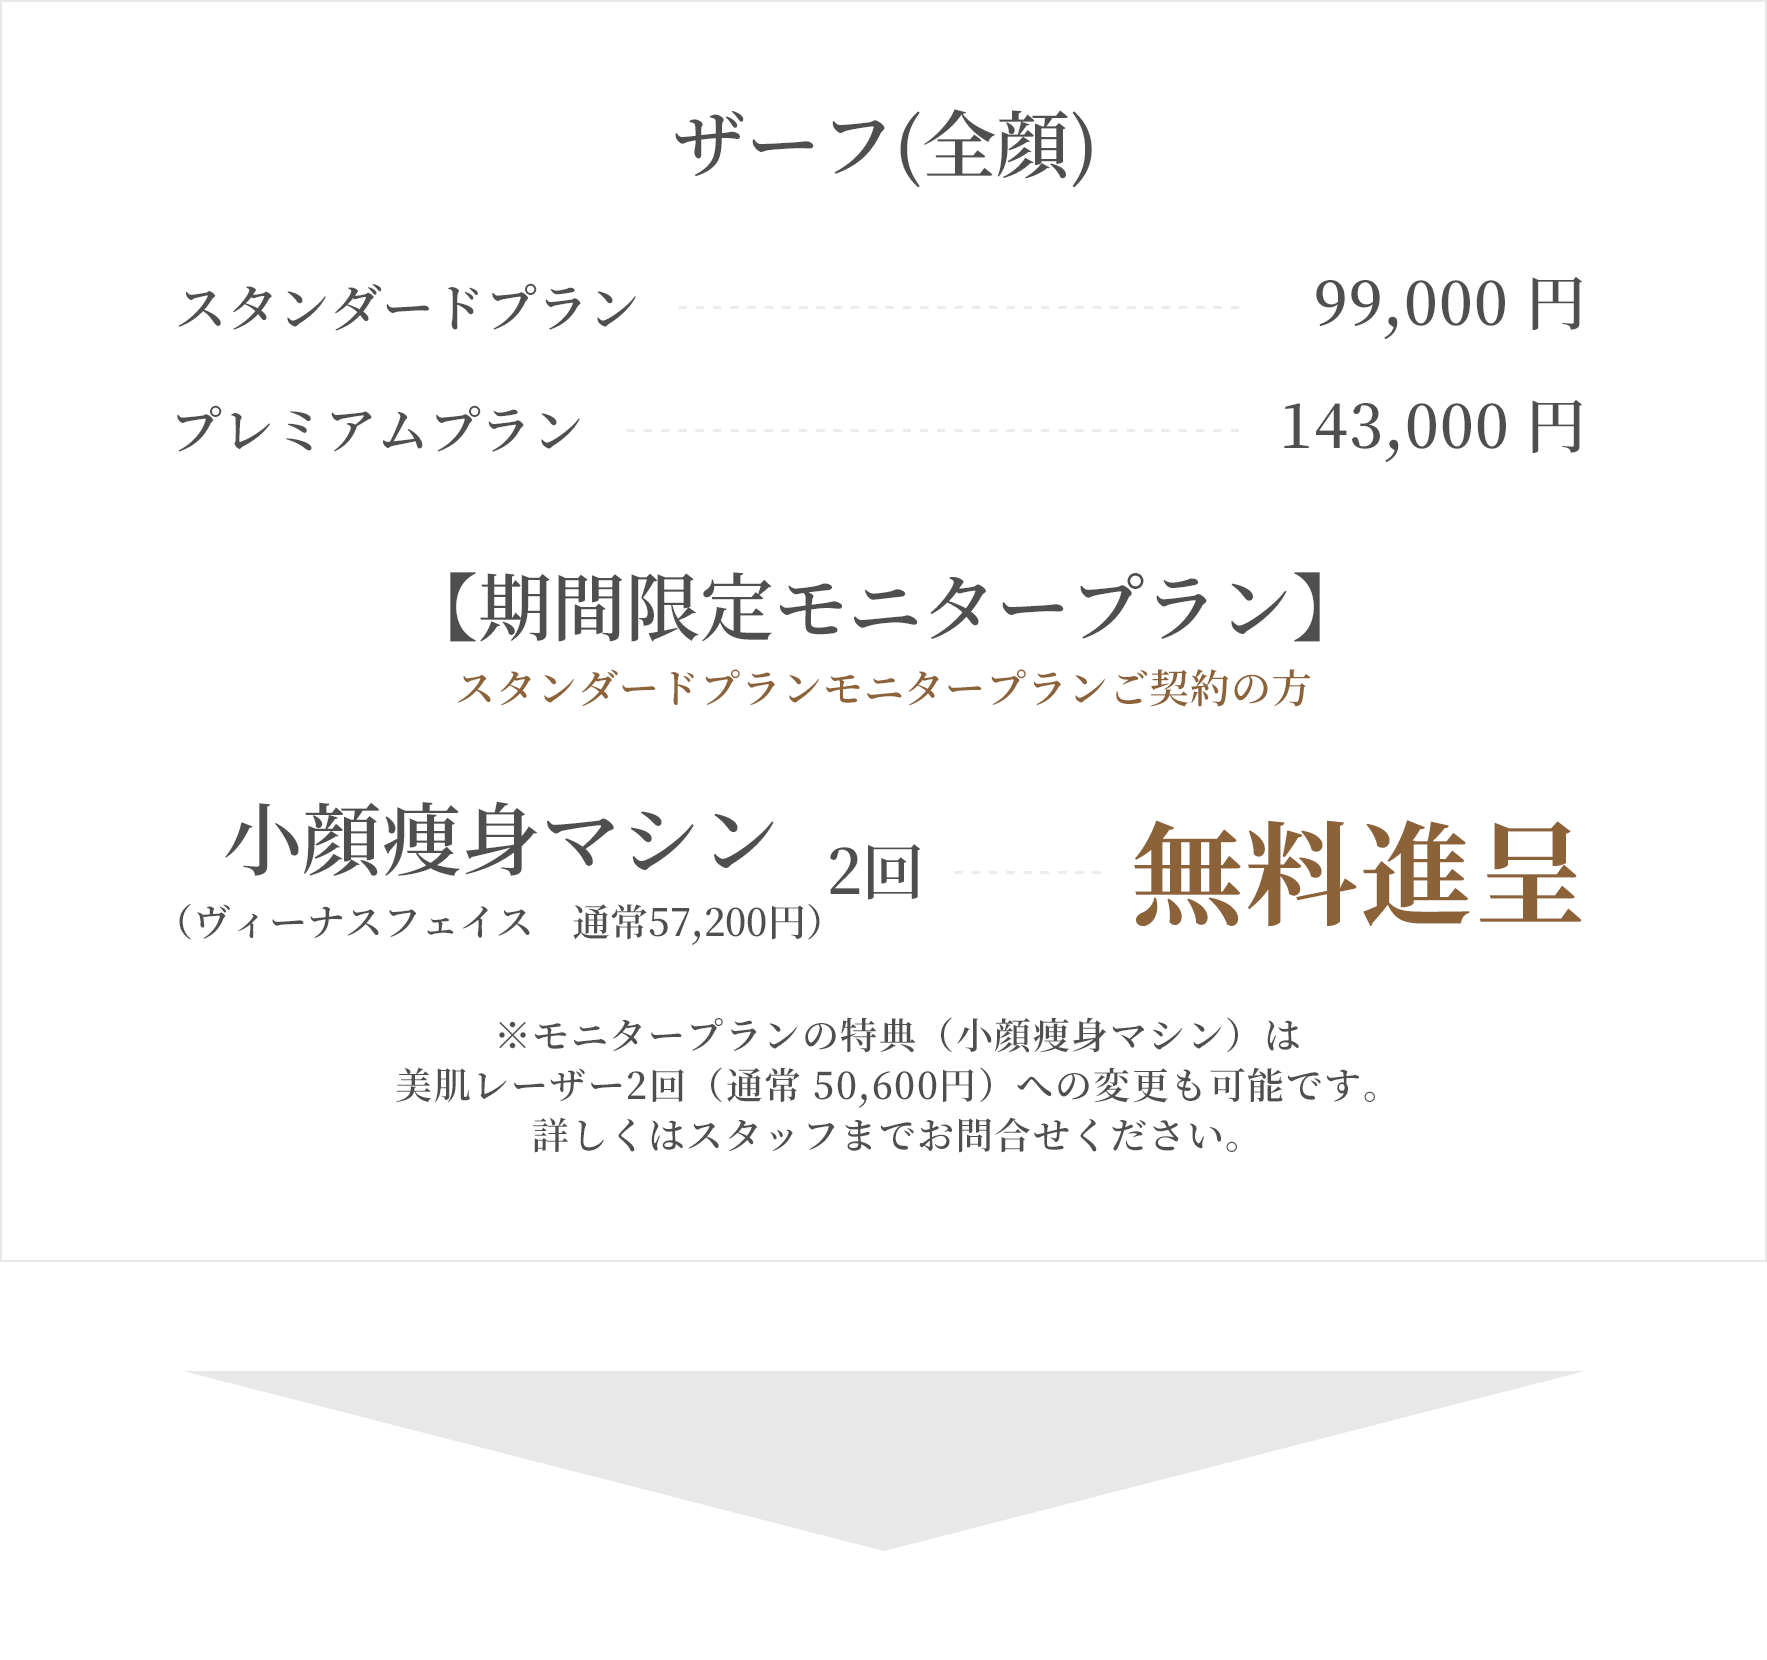 ザーフ(全顔)
スタンダードプラン 99,000 円
プレミアムプラン 143,000 円
【期間限定モニタープラン】
スタンダードプランモニタープランご契約の方
小顔痩身マシン 2回 無料進呈
（ヴィーナスフェイス　通常57,200円）
※モニタープランの特典（小顔痩身マシン）は
美肌レーザー2回（通常 50,600円）への変更も可能です。
詳しくはスタッフまでお問合せください。